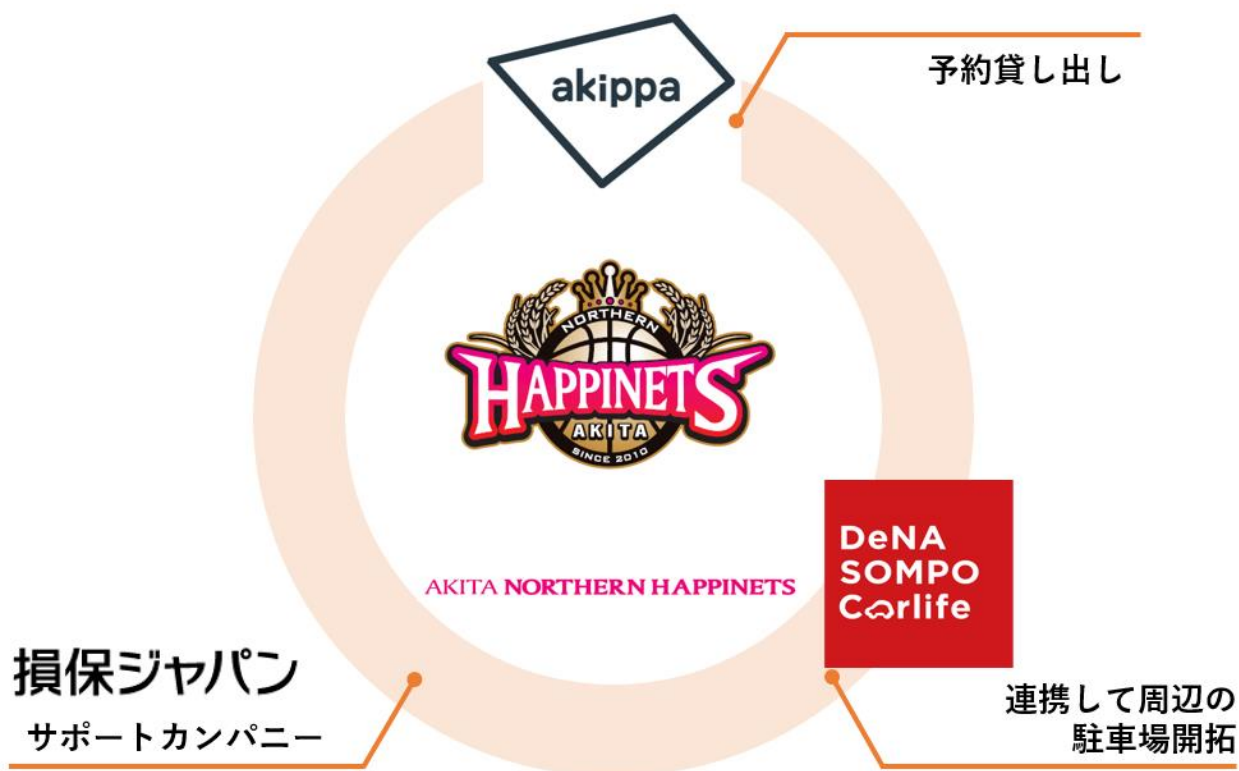 akippa
予約貸し出し
NORTHERN
HAPPINETS
AKITA
SINCE 2010
AKITA NORTHERN HAPPINETS
DeNA
SOMPO
Carlife
損保ジャパン
サポートカンパニー
連携して周辺の
駐車場開拓